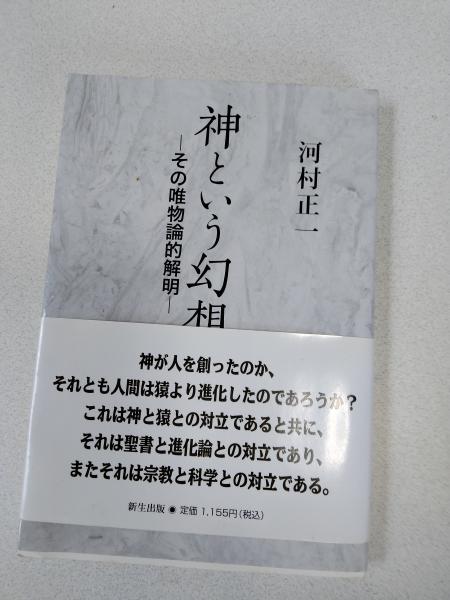 河村正一
神という幻想
―その唯物論的解明―
神が人を創ったのか、
それとも人間は猿より進化したのであろうか？
これは神と猿との対立であると共に、
それは聖書と進化論との対立であり、
またそれは宗教と科学との対立である。
新生出版 ◉ 定価 1,155円（税込）